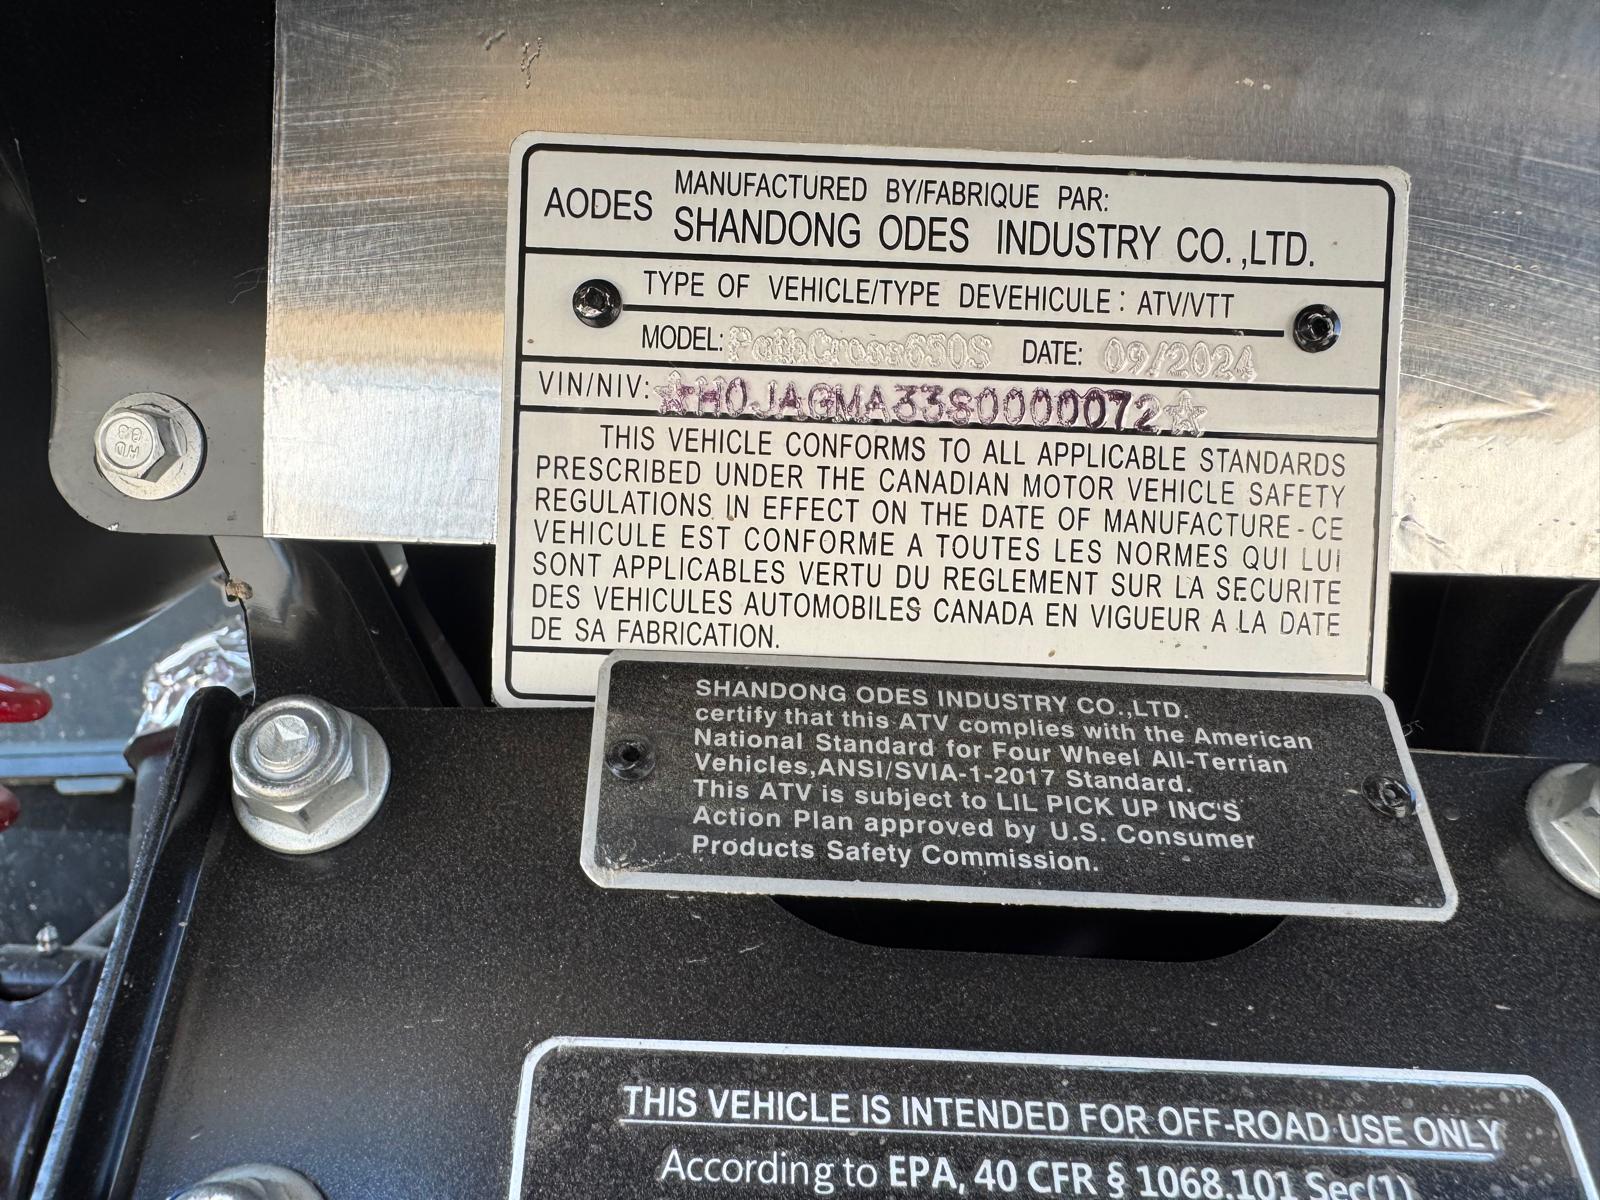 AODES
MANUFACTURED BY/FABRIQUE PAR:
SHANDONG ODES INDUSTRY CO.,LTD.
TYPE OF VEHICLE/TYPE DEVEHICULE: ATV/VTT
MODEL: PathCross650S DATE: 09/2024
VIN/NIV: ☆H0JAGMA33S0000072☆
THIS VEHICLE CONFORMS TO ALL APPLICABLE STANDARDS
PRESCRIBED UNDER THE CANADIAN MOTOR VEHICLE SAFETY
REGULATIONS IN EFFECT ON THE DATE OF MANUFACTURE-CE
VEHICULE EST CONFORME A TOUTES LES NORMES QUI LUI
SONT APPLICABLES VERTU DU REGLEMENT SUR LA SECURITE
DES VEHICULES AUTOMOBILES CANADA EN VIGUEUR A LA DATE
DE SA FABRICATION.
SHANDONG ODES INDUSTRY CO.,LTD.
certify that this ATV complies with the American
National Standard for Four Wheel All-Terrian
Vehicles,ANSI/SVIA-1-2017 Standard.
This ATV is subject to LIL PICK UP INC'S
Action Plan approved by U.S. Consumer
Products Safety Commission.
THIS VEHICLE IS INTENDED FOR OFF-ROAD USE ONLY
According to EPA, 40 CFR § 1068.101 Sec(1)
HD
8.8